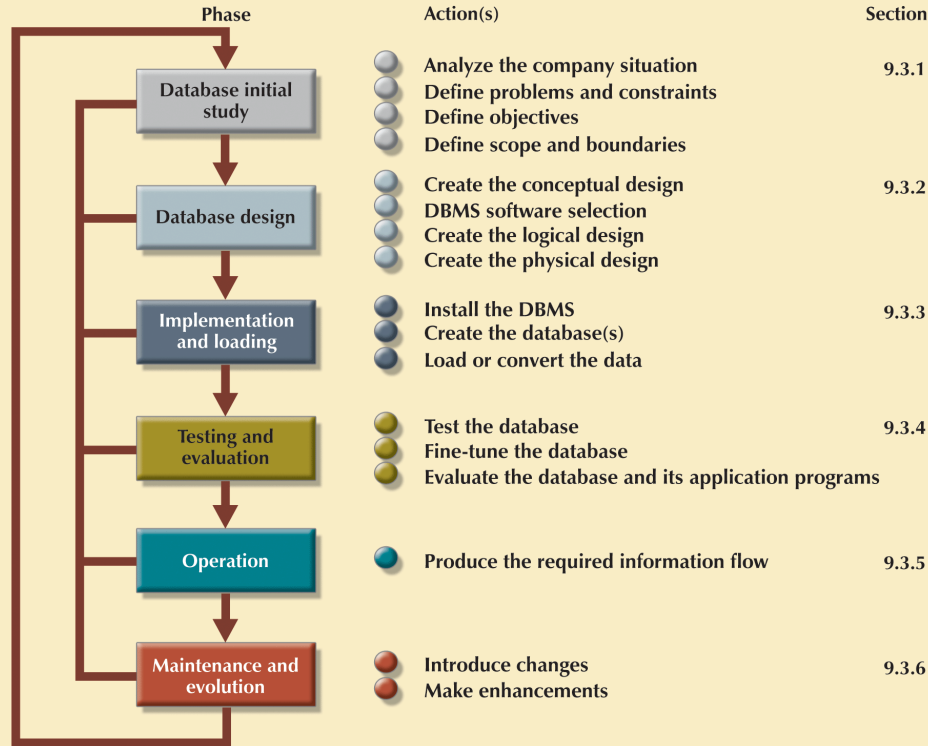 Phase Action(s) Section
Database initial
study
Analyze the company situation 9.3.1
Define problems and constraints
Define objectives
Define scope and boundaries
Database design
Create the conceptual design 9.3.2
DBMS software selection
Create the logical design
Create the physical design
Implementation
and loading
Install the DBMS 9.3.3
Create the database(s)
Load or convert the data
Testing and
evaluation
Test the database 9.3.4
Fine-tune the database
Evaluate the database and its application programs
Operation
Produce the required information flow 9.3.5
Maintenance and
evolution
Introduce changes 9.3.6
Make enhancements